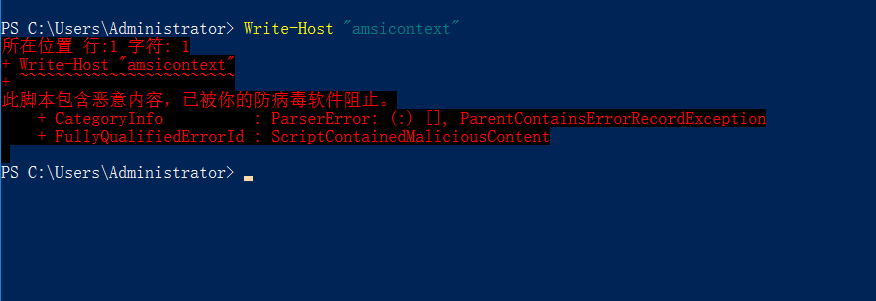 PS C:\Users\Administrator> Write-Host "amsicontext"
所在位置 行:1 字符: 1
+ Write-Host "amsicontext"
+ ~~~~~~~~~~~~~~~~~~~~~~~~
此脚本包含恶意内容，已被你的防病毒软件阻止。
    + CategoryInfo          : ParserError: (:) [], ParentContainsErrorRecordException
    + FullyQualifiedErrorId : ScriptContainedMaliciousContent
PS C:\Users\Administrator>